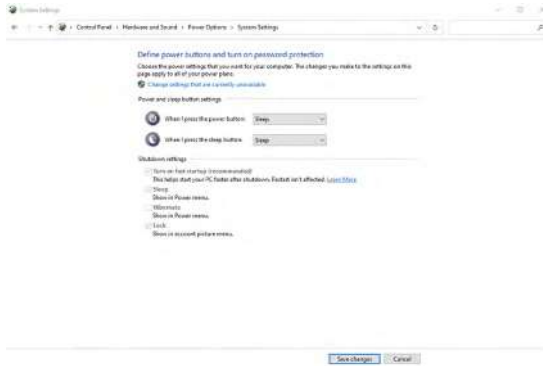 System Settings
Control Panel > Hardware and Sound > Power Options > System Settings
Define power buttons and turn on password protection
Choose the power settings that you want for your computer. The changes you make to the settings on this
page apply to all of your power plans.
Change settings that are currently unavailable
Power and sleep button settings
When I press the power button: Sleep
When I press the sleep button: Sleep
Shutdown settings
Turn on fast startup (recommended)
This helps start your PC faster after shutdown. Restart isn't affected. Learn More
Sleep
Show in Power menu.
Hibernate
Show in Power menu.
Lock
Show in account picture menu.
Save changes Cancel